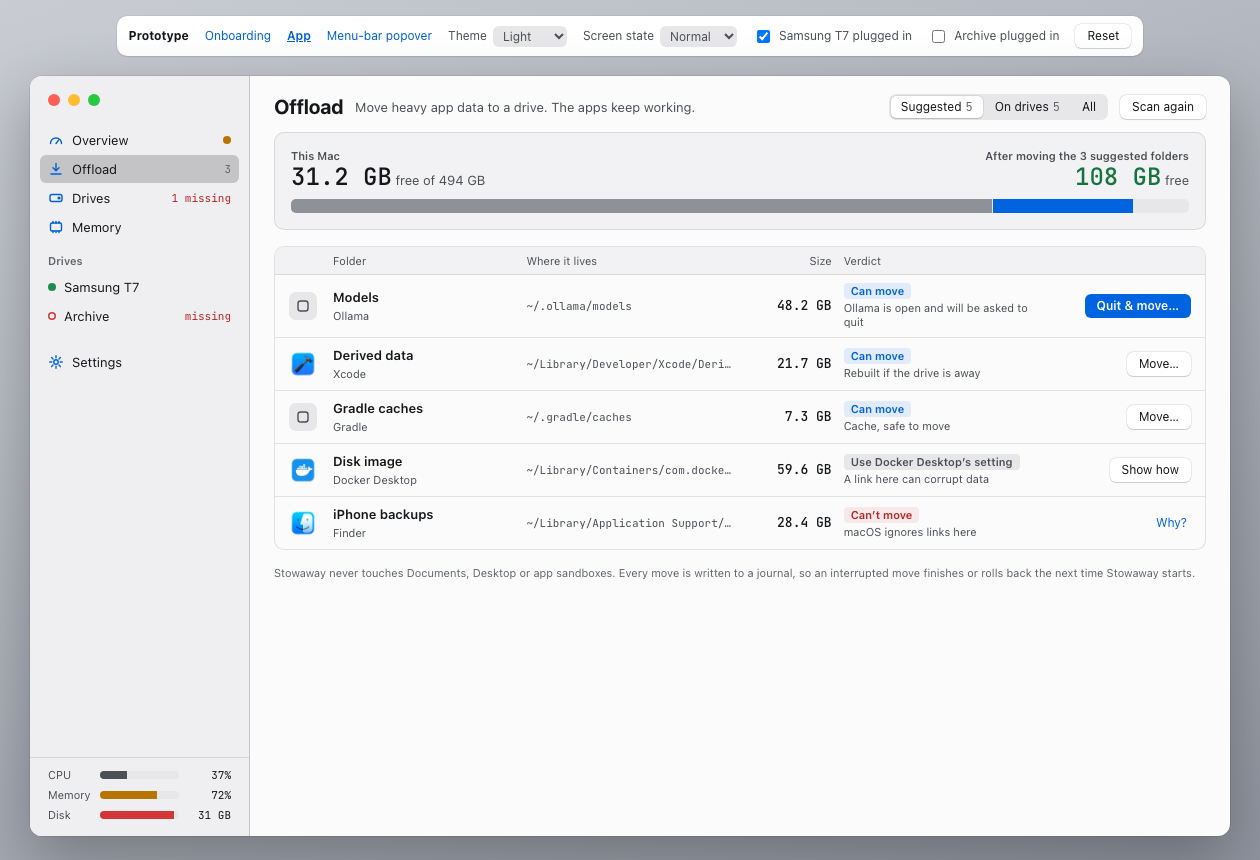 Prototype Onboarding App Menu-bar popover Theme Light Screen state Normal Samsung T7 plugged in Archive plugged in Reset
Overview
Offload 3
Drives 1 missing
Memory
Drives
Samsung T7
Archive missing
Settings
CPU 37%
Memory 72%
Disk 31 GB
Offload Move heavy app data to a drive. The apps keep working. Suggested 5 On drives 5 All Scan again
This Mac After moving the 3 suggested folders
31.2 GB free of 494 GB 108 GB free
Folder Where it lives Size Verdict
Models ~/.ollama/models 48.2 GB Can move Quit & move…
Ollama Ollama is open and will be asked to
quit
Derived data ~/Library/Developer/Xcode/Deri… 21.7 GB Can move Move…
Xcode Rebuilt if the drive is away
Gradle caches ~/.gradle/caches 7.3 GB Can move Move…
Gradle Cache, safe to move
Disk image ~/Library/Containers/com.docke… 59.6 GB Use Docker Desktop’s setting Show how
Docker Desktop A link here can corrupt data
iPhone backups ~/Library/Application Support/… 28.4 GB Can’t move Why?
Finder macOS ignores links here
Stowaway never touches Documents, Desktop or app sandboxes. Every move is written to a journal, so an interrupted move finishes or rolls back the next time Stowaway starts.